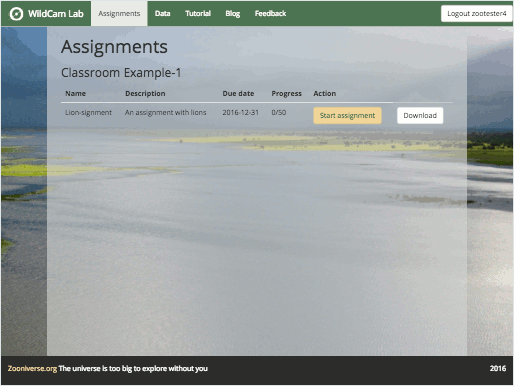 WildCam Lab Assignments Data Tutorial Blog Feedback Logout zootester4
Assignments
Classroom Example-1
Name Description Due date Progress Action
Lion-signment An assignment with lions 2016-12-31 0/50 Start assignment Download
Zooniverse.org The universe is too big to explore without you 2016